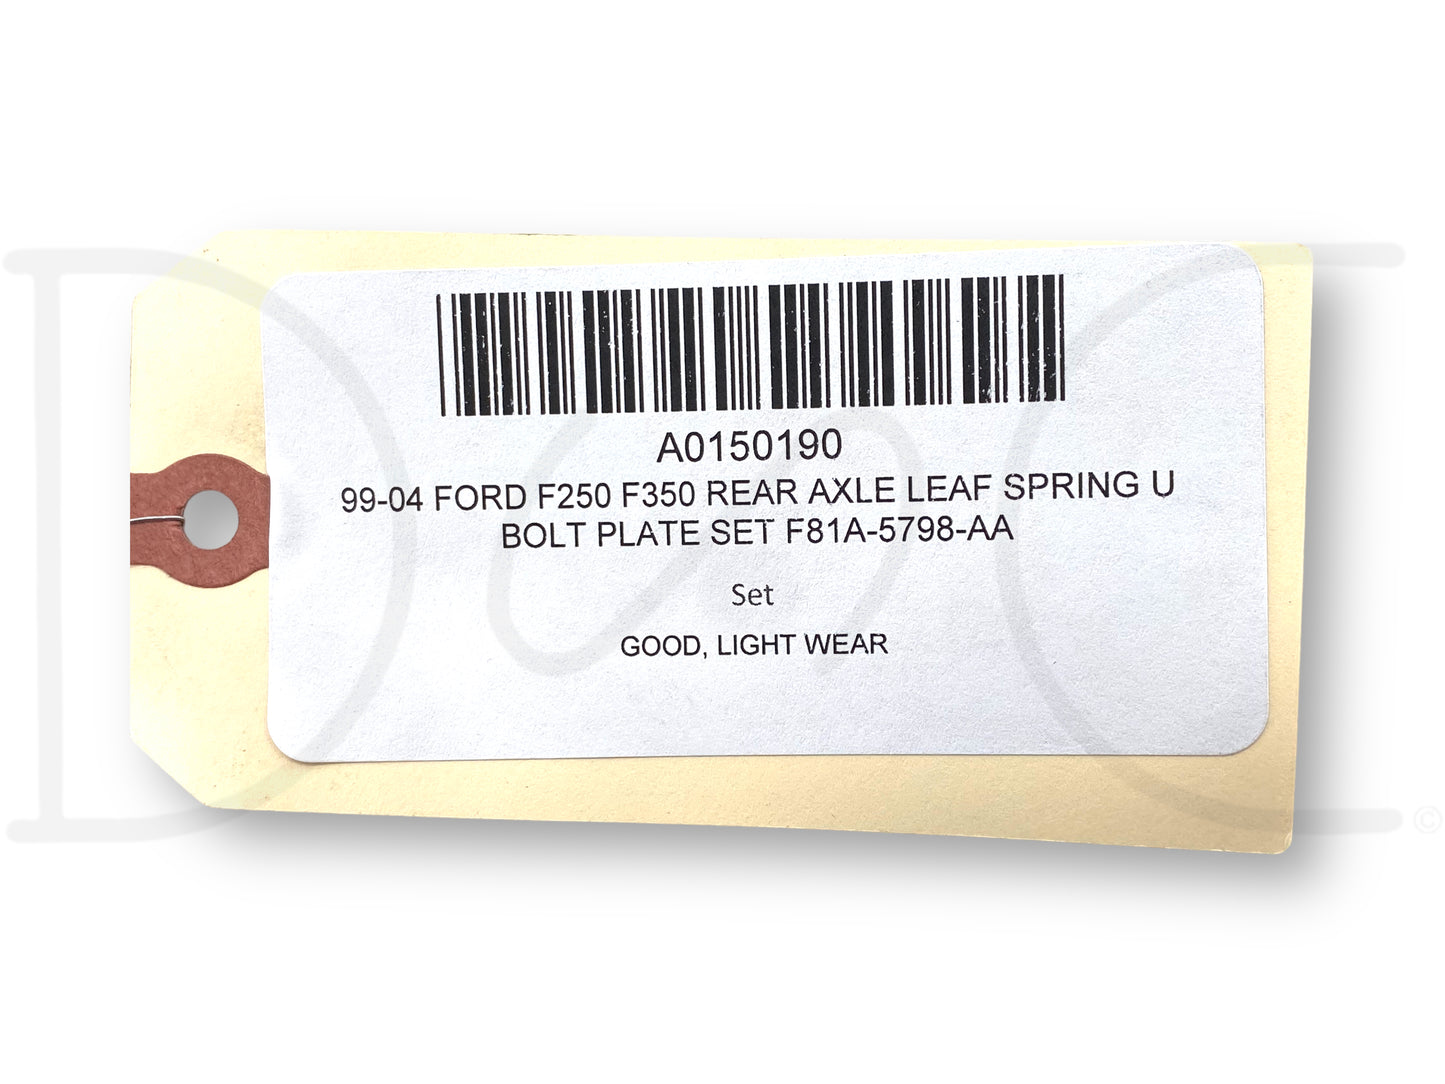 A0150190
99-04 FORD F250 F350 REAR AXLE LEAF SPRING U
BOLT PLATE SET F81A-5798-AA
Set
GOOD, LIGHT WEAR
©